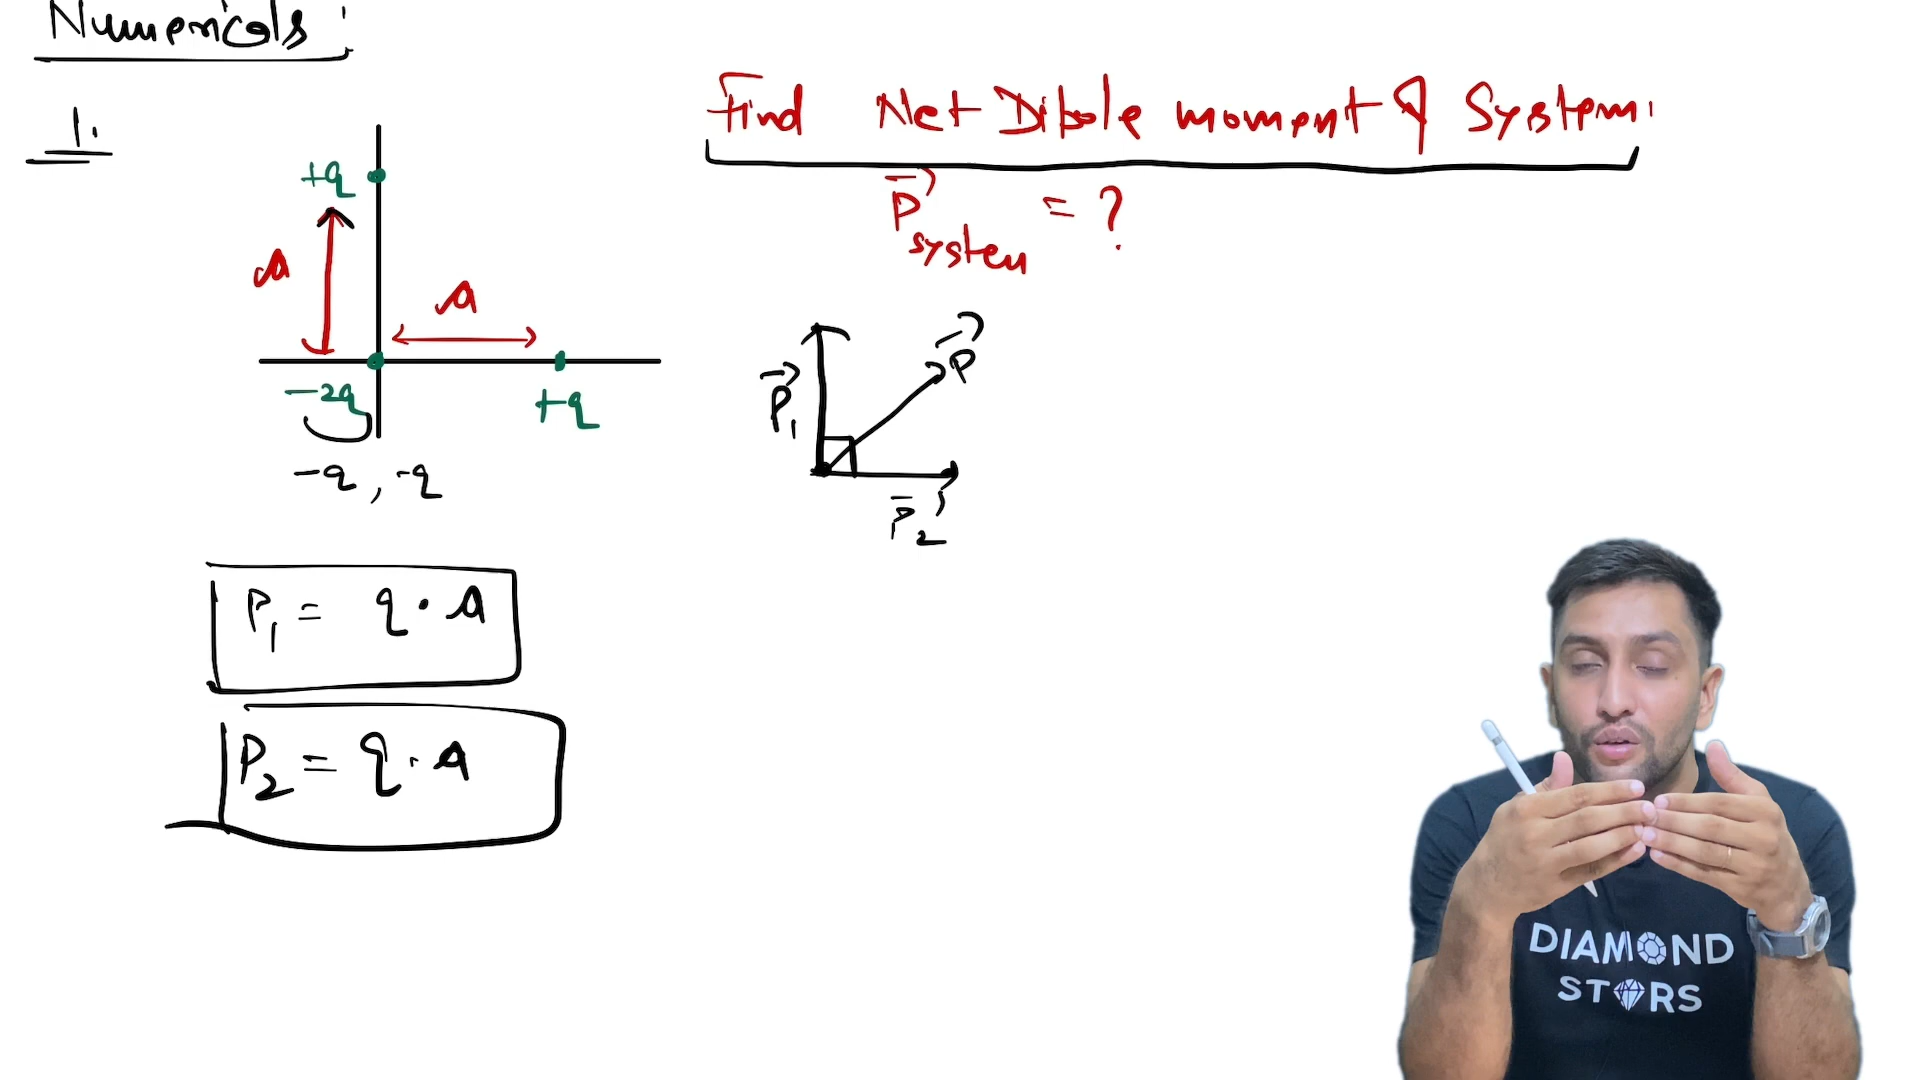 Numericals :
1.
Find Net Dipole moment of System.
P system = ?
+q
A
A
-2q
+q
-q, -q
P
P1
P2
P1 = q . A
P2 = q . A
DIAMOND
STARS